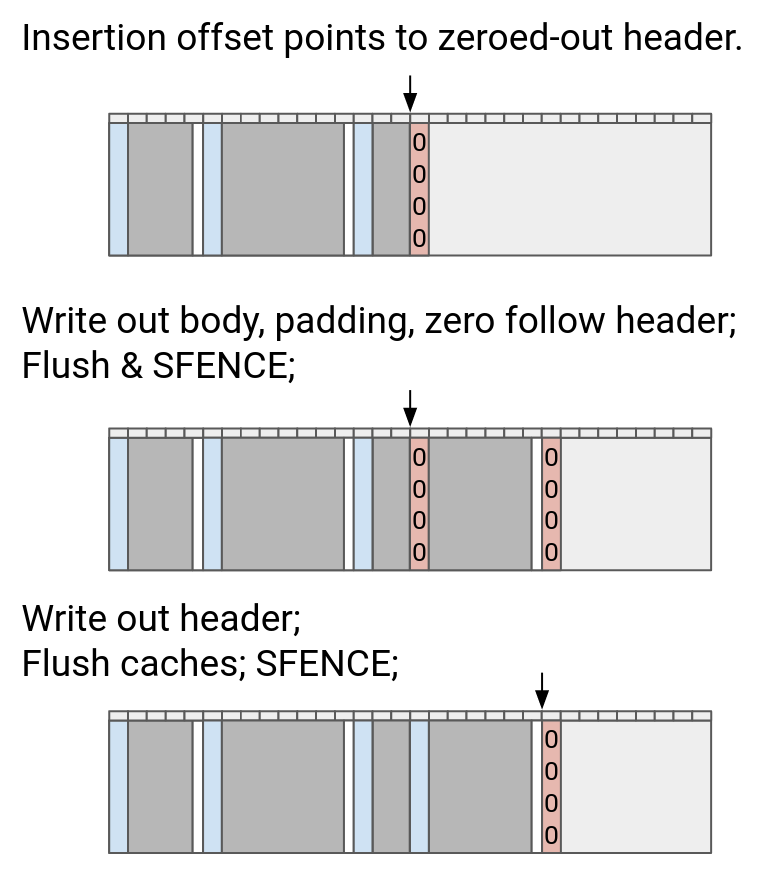 Insertion offset points to zeroed-out header.
0
0
0
0
Write out body, padding, zero follow header;
Flush & SFENCE;
0 0
0 0
0 0
0 0
Write out header;
Flush caches; SFENCE;
0
0
0
0